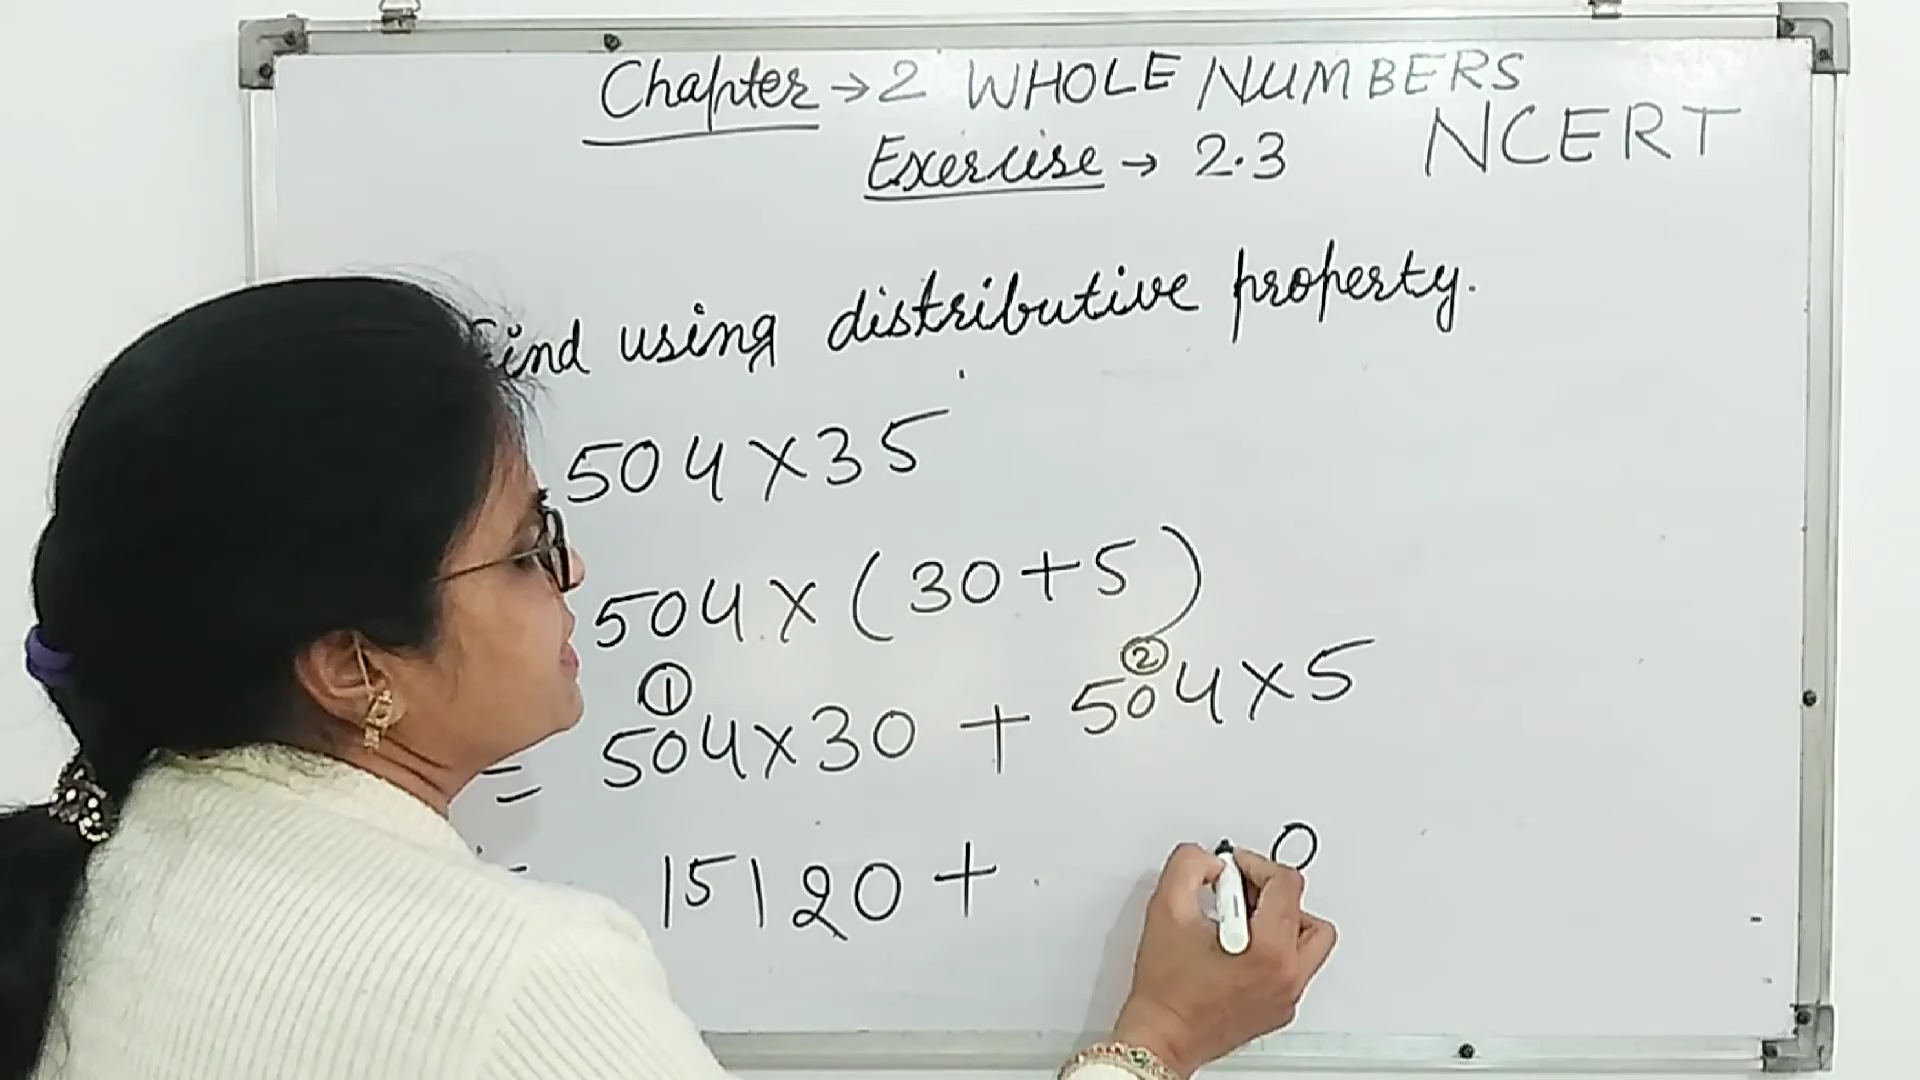 Chapter → 2 WHOLE NUMBERS
NCERT
Exercise → 2.3
Find using distributive property.
504×35
504×(30+5)
① ②
= 504×30 + 504×5
= 15120 + 0